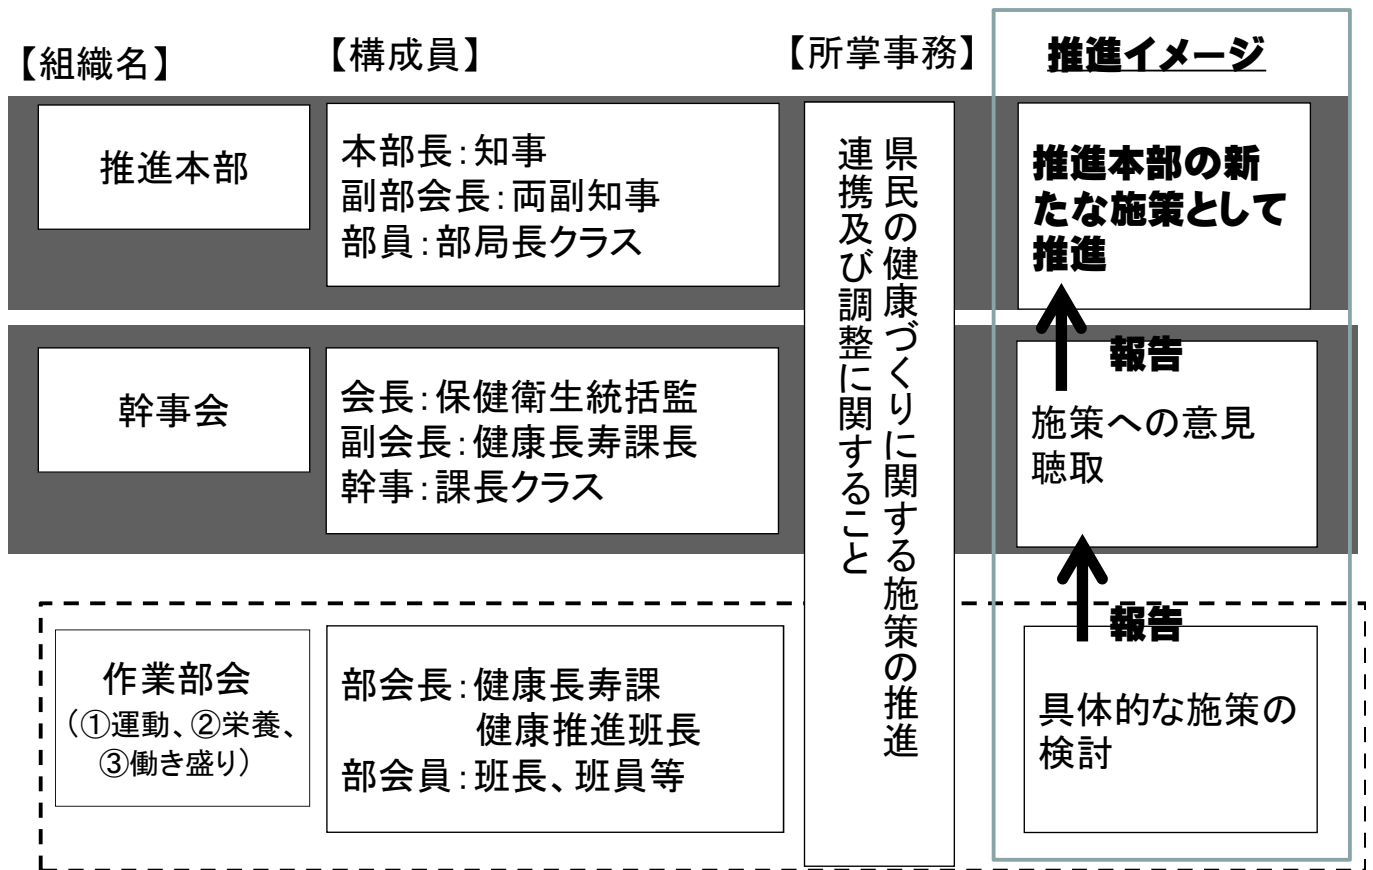 【組織名】
【構成員】
【所掌事務】
推進イメージ
推進本部
本部長：知事
副部会長：両副知事
部員：部局長クラス
県民の健康づくりに関する施策の推進
連携及び調整に関すること
推進本部の新
たな施策として
推進
報告
幹事会
会長：保健衛生統括監
副会長：健康長寿課長
幹事：課長クラス
施策への意見
聴取
報告
作業部会
（①運動、②栄養、
③働き盛り）
部会長：健康長寿課
健康推進班長
部会員：班長、班員等
具体的な施策の
検討